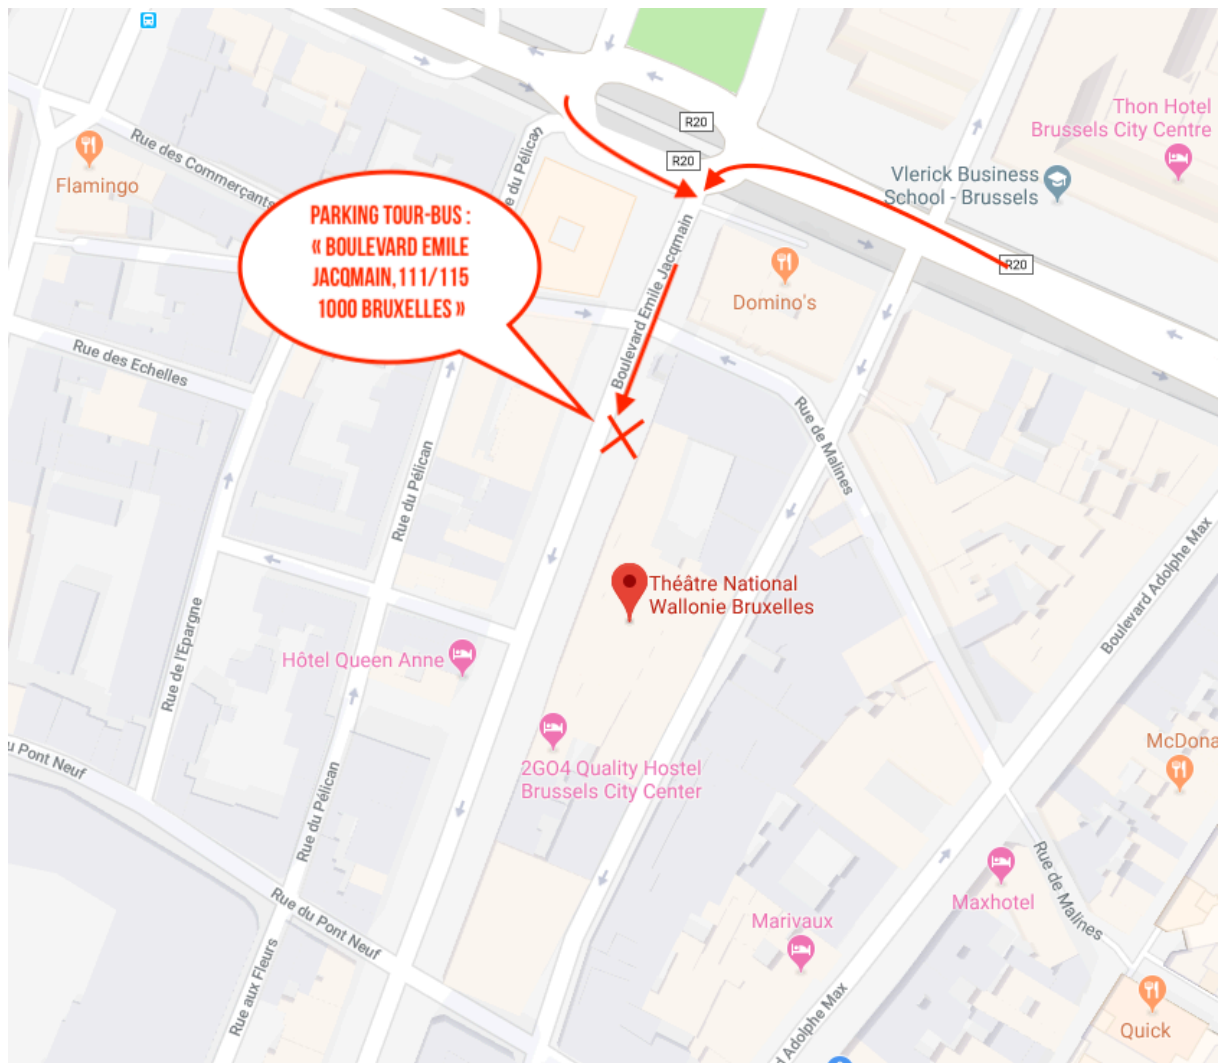 R20
Thon Hotel
Brussels City Centre
Rue des Commerçants
Flamingo
e du Pélican
R20
Vlerick Business
School - Brussels
PARKING TOUR-BUS :
« BOULEVARD EMILE
JACQMAIN, 111/115
1000 BRUXELLES »
R20
Domino's
Boulevard Emile Jacqmain
Rue des Echelles
Rue de Malines
Rue du Pélican
Boulevard Adolphe Max
Théâtre National
Wallonie Bruxelles
Rue de l'Epargne
Hôtel Queen Anne
u Pont Neuf
McDona
2GO4 Quality Hostel
Brussels City Center
Rue du Pélican
Rue de Malines
Maxhotel
Rue du Pont Neuf
Marivaux
Rue aux Fleurs
d Adolphe Max
Quick